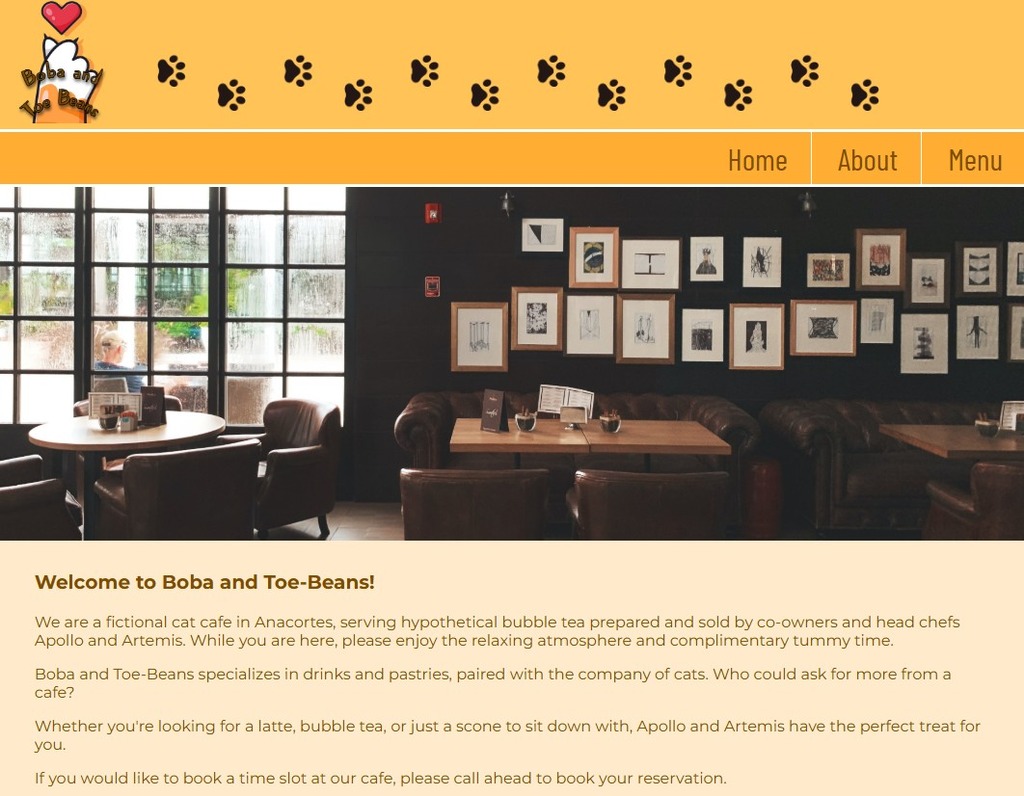 Boba and
Toe Beans
Home
About
Menu
Welcome to Boba and Toe-Beans!
We are a fictional cat cafe in Anacortes, serving hypothetical bubble tea prepared and sold by co-owners and head chefs
Apollo and Artemis. While you are here, please enjoy the relaxing atmosphere and complimentary tummy time.
Boba and Toe-Beans specializes in drinks and pastries, paired with the company of cats. Who could ask for more from a
cafe?
Whether you're looking for a latte, bubble tea, or just a scone to sit down with, Apollo and Artemis have the perfect treat for
you.
If you would like to book a time slot at our cafe, please call ahead to book your reservation.